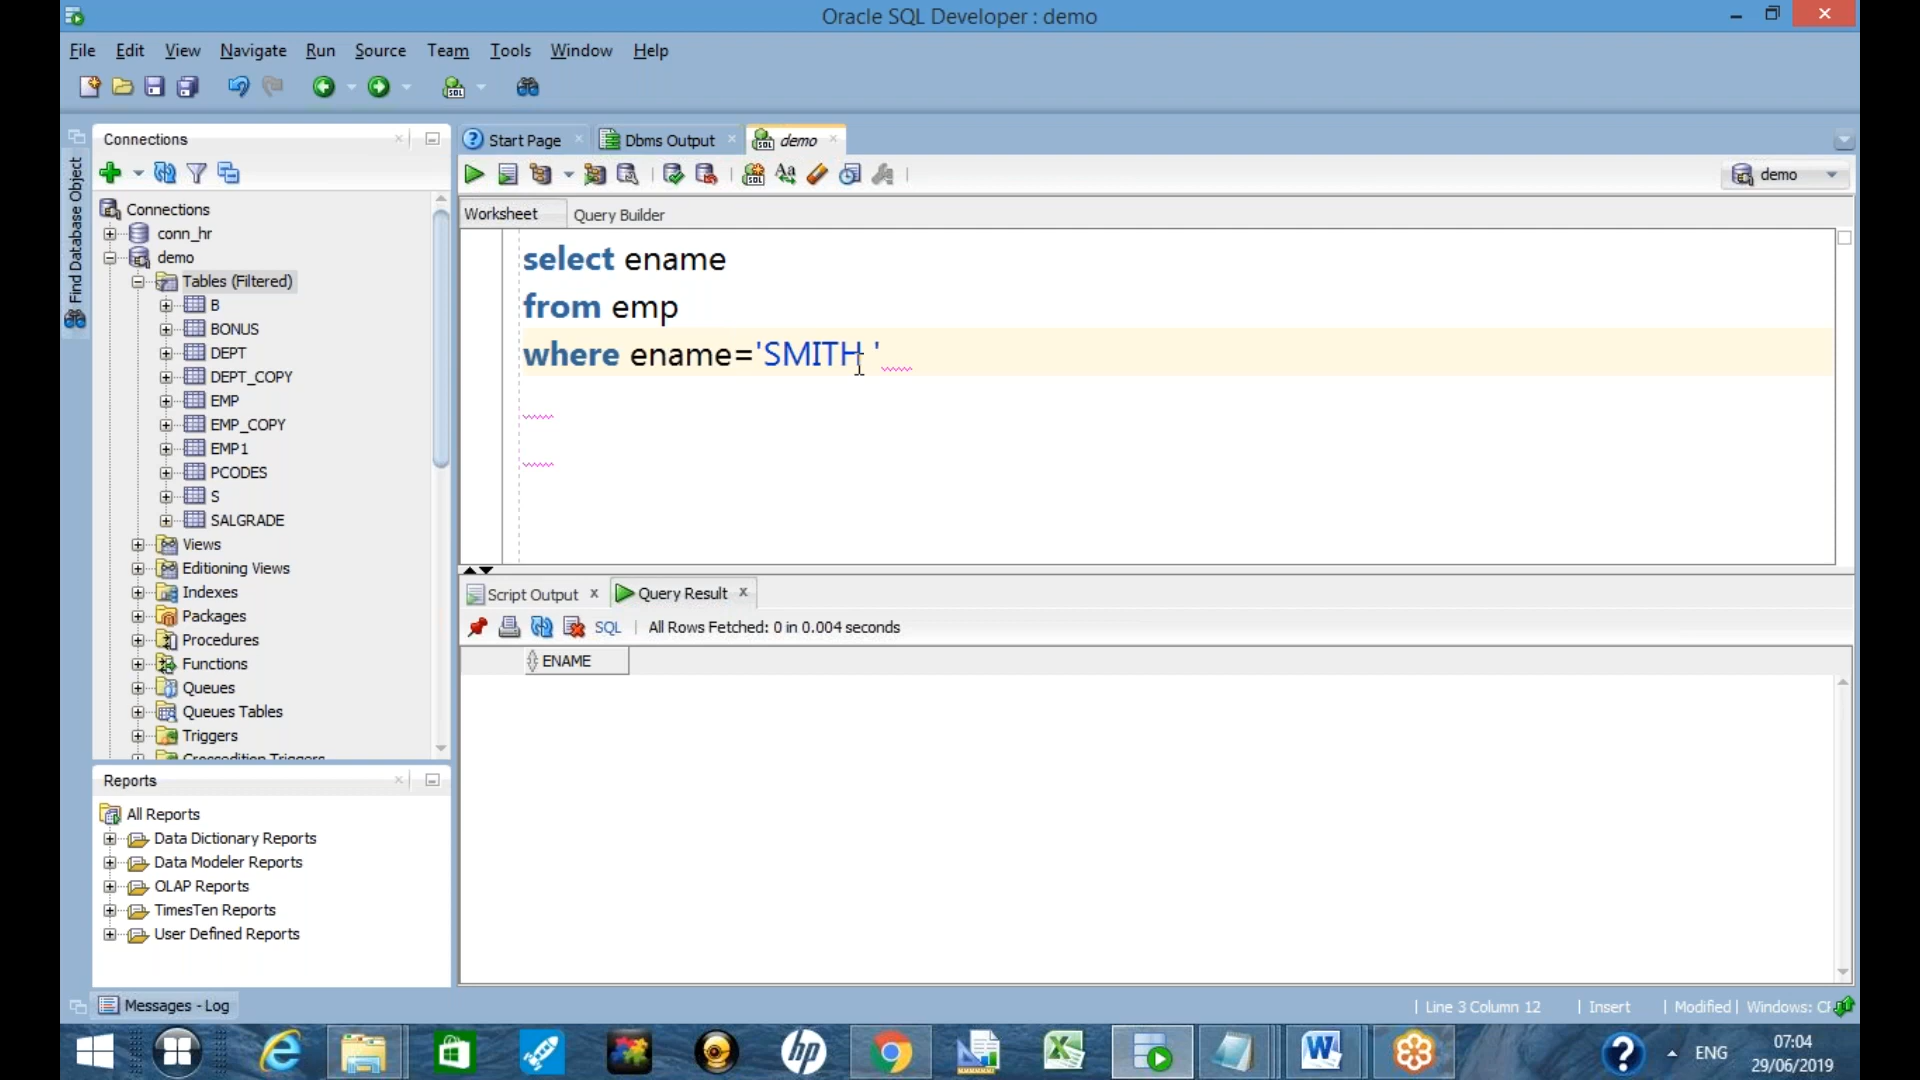 Oracle SQL Developer : demo
File Edit View Navigate Run Source Team Tools Window Help
Find Database Object
Connections
Connections
conn_hr
demo
Tables (Filtered)
B
BONUS
DEPT
DEPT_COPY
EMP
EMP_COPY
EMP1
PCODES
S
SALGRADE
Views
Editioning Views
Indexes
Packages
Procedures
Functions
Queues
Queues Tables
Triggers
Crossedition Triggers
Reports
All Reports
Data Dictionary Reports
Data Modeler Reports
OLAP Reports
TimesTen Reports
User Defined Reports
Start Page Dbms Output demo
demo
Worksheet Query Builder
select ename
from emp
where ename='SMITH '
Script Output Query Result
SQL All Rows Fetched: 0 in 0.004 seconds
ENAME
Messages - Log
Line 3 Column 12 Insert Modified Windows:
ENG 07:04
29/06/2019